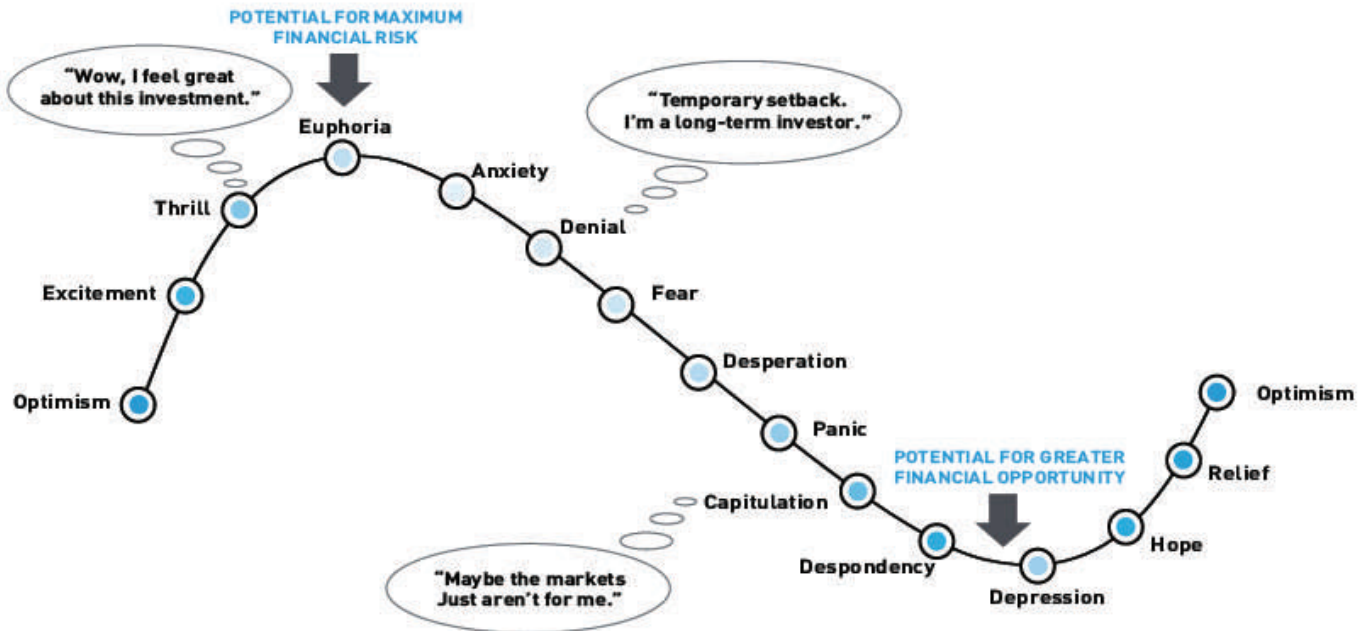 POTENTIAL FOR MAXIMUM
FINANCIAL RISK
“Wow, I feel great
about this investment.”
“Temporary setback.
I’m a long-term investor.”
Euphoria
Anxiety
Thrill
Denial
Excitement
Fear
Desperation
Optimism
Optimism
Panic
POTENTIAL FOR GREATER
FINANCIAL OPPORTUNITY
Relief
Capitulation
Hope
Despondency
Depression
“Maybe the markets
Just aren’t for me.”